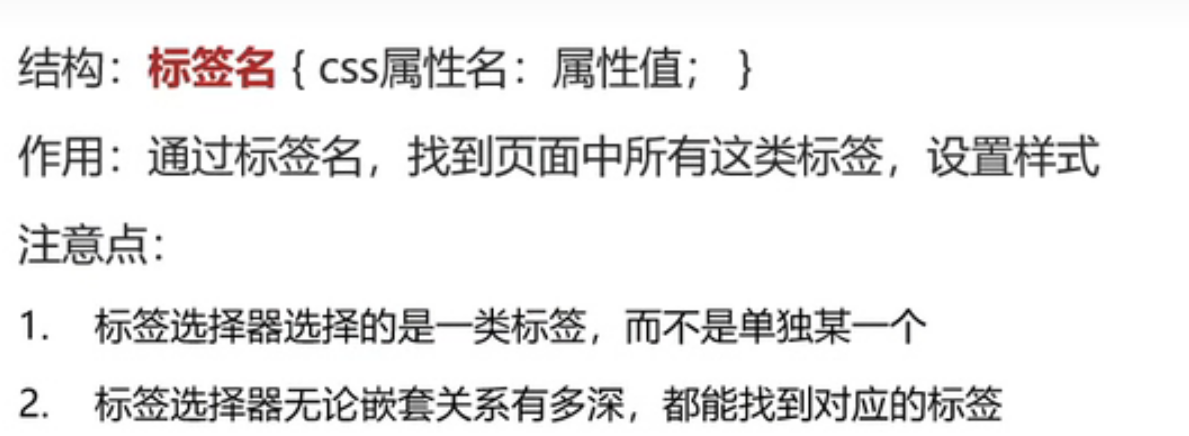 结构：标签名 { css属性名：属性值； }
作用：通过标签名，找到页面中所有这类标签，设置样式
注意点：
1. 标签选择器选择的是一类标签，而不是单独某一个
2. 标签选择器无论嵌套关系有多深，都能找到对应的标签